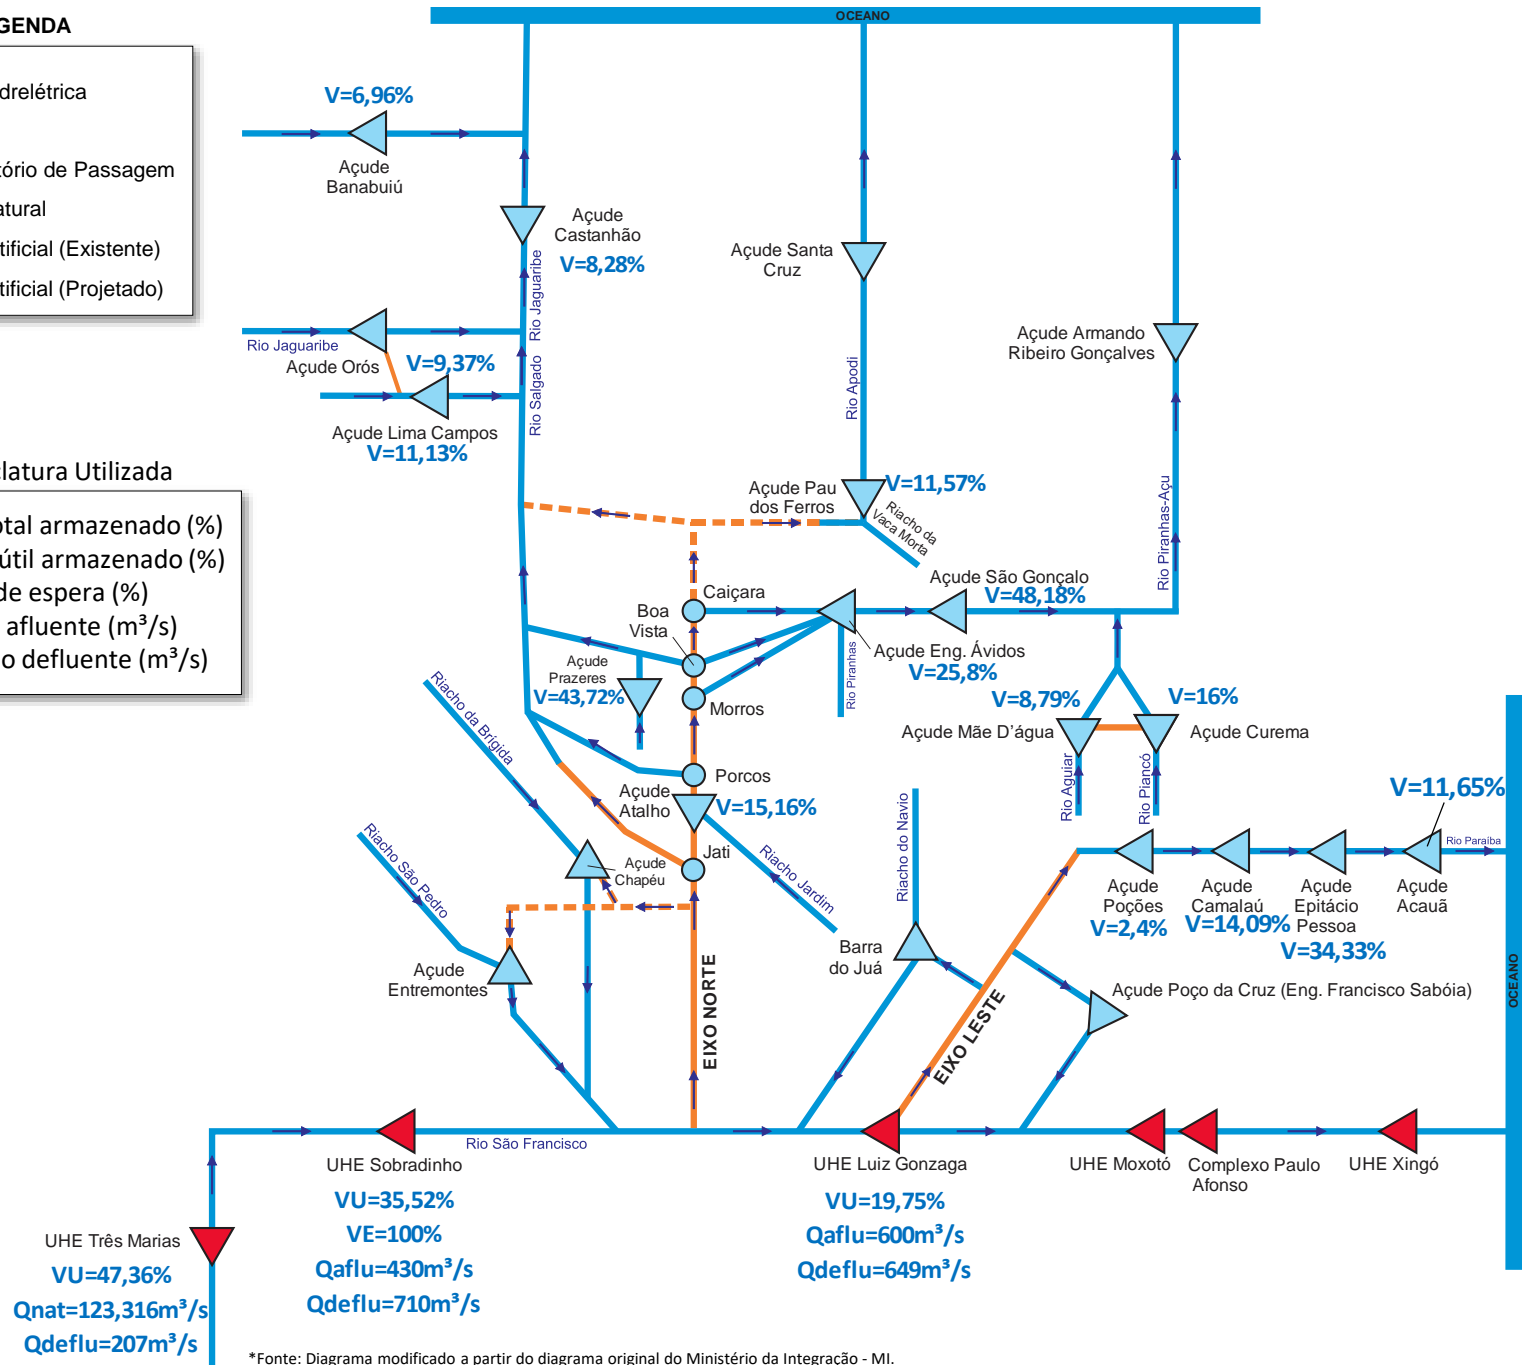 GENDA
drelétrica
tório de Passagem
atural
tificial (Existente)
tificial (Projetado)
clatura Utilizada
otal armazenado (%)
útil armazenado (%)
de espera (%)
afluente (m³/s)
o defluente (m³/s)
OCEANO
V=6,96%
Açude
Banabuiú
Açude
Castanhão
V=8,28%
Rio Jaguaribe
Rio Jaguaribe
Açude Orós
V=9,37%
Rio Salgado
Açude Lima Campos
V=11,13%
Açude Santa
Cruz
Rio Apodi
Açude Armando
Ribeiro Gonçalves
Rio Piranhas-Açu
Açude Pau
dos Ferros
V=11,57%
Riacho da
Vaca Morta
Caiçara
Boa
Vista
Morros
Açude São Gonçalo
V=48,18%
Açude Eng. Ávidos
V=25,8%
Rio Piranhas
Açude
Prazeres
V=43,72%
Porcos
Açude
Atalho
V=15,16%
Jati
Riacho Jardim
Riacho da Brígida
Riacho São Pedro
Açude
Chapéu
Açude
Entremontes
EIXO NORTE
V=8,79%
V=16%
Açude Mãe D'água
Açude Curema
Rio Aguiar
Rio Piancó
V=11,65%
Rio Paraiba
Açude
Poções
V=2,4%
Açude
Camalaú
V=14,09%
Açude
Epitácio
Pessoa
V=34,33%
Açude
Acauã
Riacho do Navio
Barra
do Juá
EIXO LESTE
Açude Poço da Cruz (Eng. Francisco Sabóia)
OCEANO
Rio São Francisco
UHE Sobradinho
VU=35,52%
VE=100%
Qaflu=430m³/s
Qdeflu=710m³/s
UHE Luiz Gonzaga
VU=19,75%
Qaflu=600m³/s
Qdeflu=649m³/s
UHE Moxotó
Complexo Paulo
Afonso
UHE Xingó
UHE Três Marias
VU=47,36%
Qnat=123,316m³/s
Qdeflu=207m³/s
*Fonte: Diagrama modificado a partir do diagrama original do Ministério da Integração - MI.